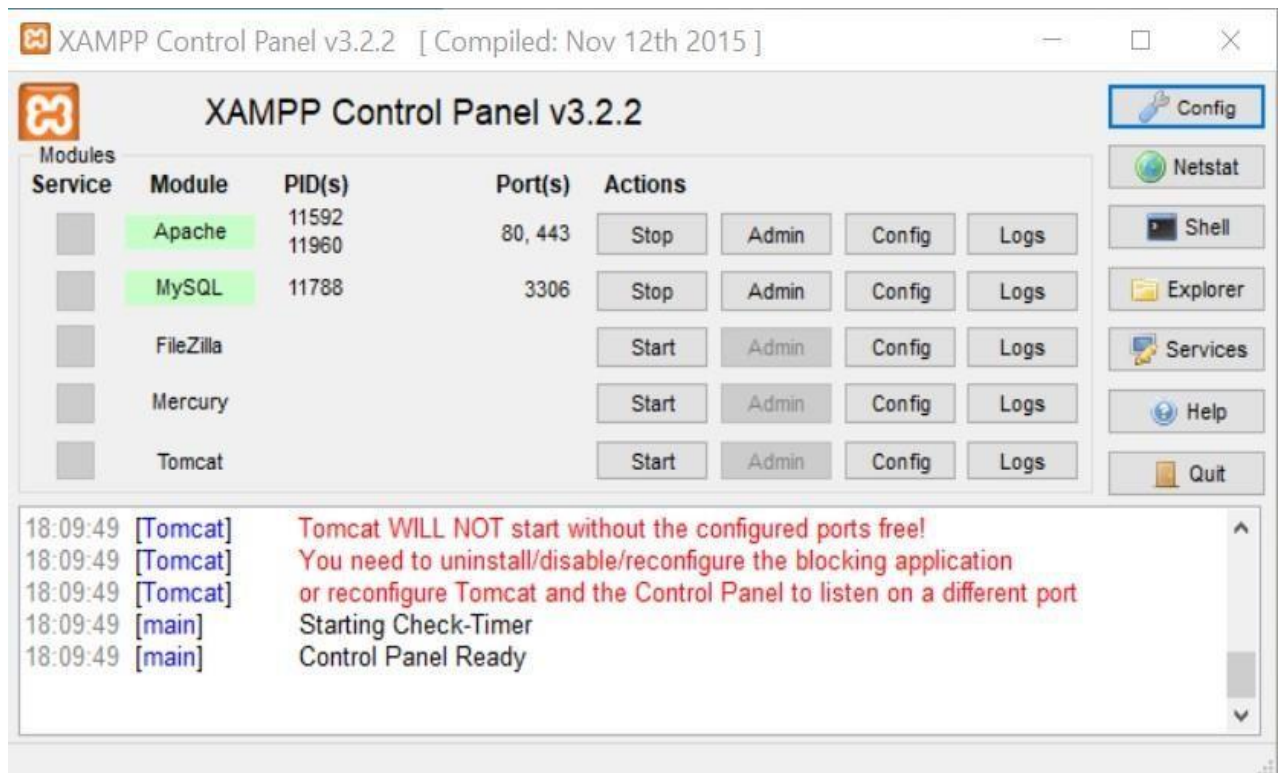 XAMPP Control Panel v3.2.2 [ Compiled: Nov 12th 2015 ]
XAMPP Control Panel v3.2.2
Config
Modules
Service Module PID(s) Port(s) Actions
Netstat
Apache 11592 11960 80, 443 Stop Admin Config Logs
Shell
MySQL 11788 3306 Stop Admin Config Logs
Explorer
FileZilla Start Admin Config Logs
Services
Mercury Start Admin Config Logs
Help
Tomcat Start Admin Config Logs
Quit
18:09:49 [Tomcat] Tomcat WILL NOT start without the configured ports free!
18:09:49 [Tomcat] You need to uninstall/disable/reconfigure the blocking application
18:09:49 [Tomcat] or reconfigure Tomcat and the Control Panel to listen on a different port
18:09:49 [main] Starting Check-Timer
18:09:49 [main] Control Panel Ready